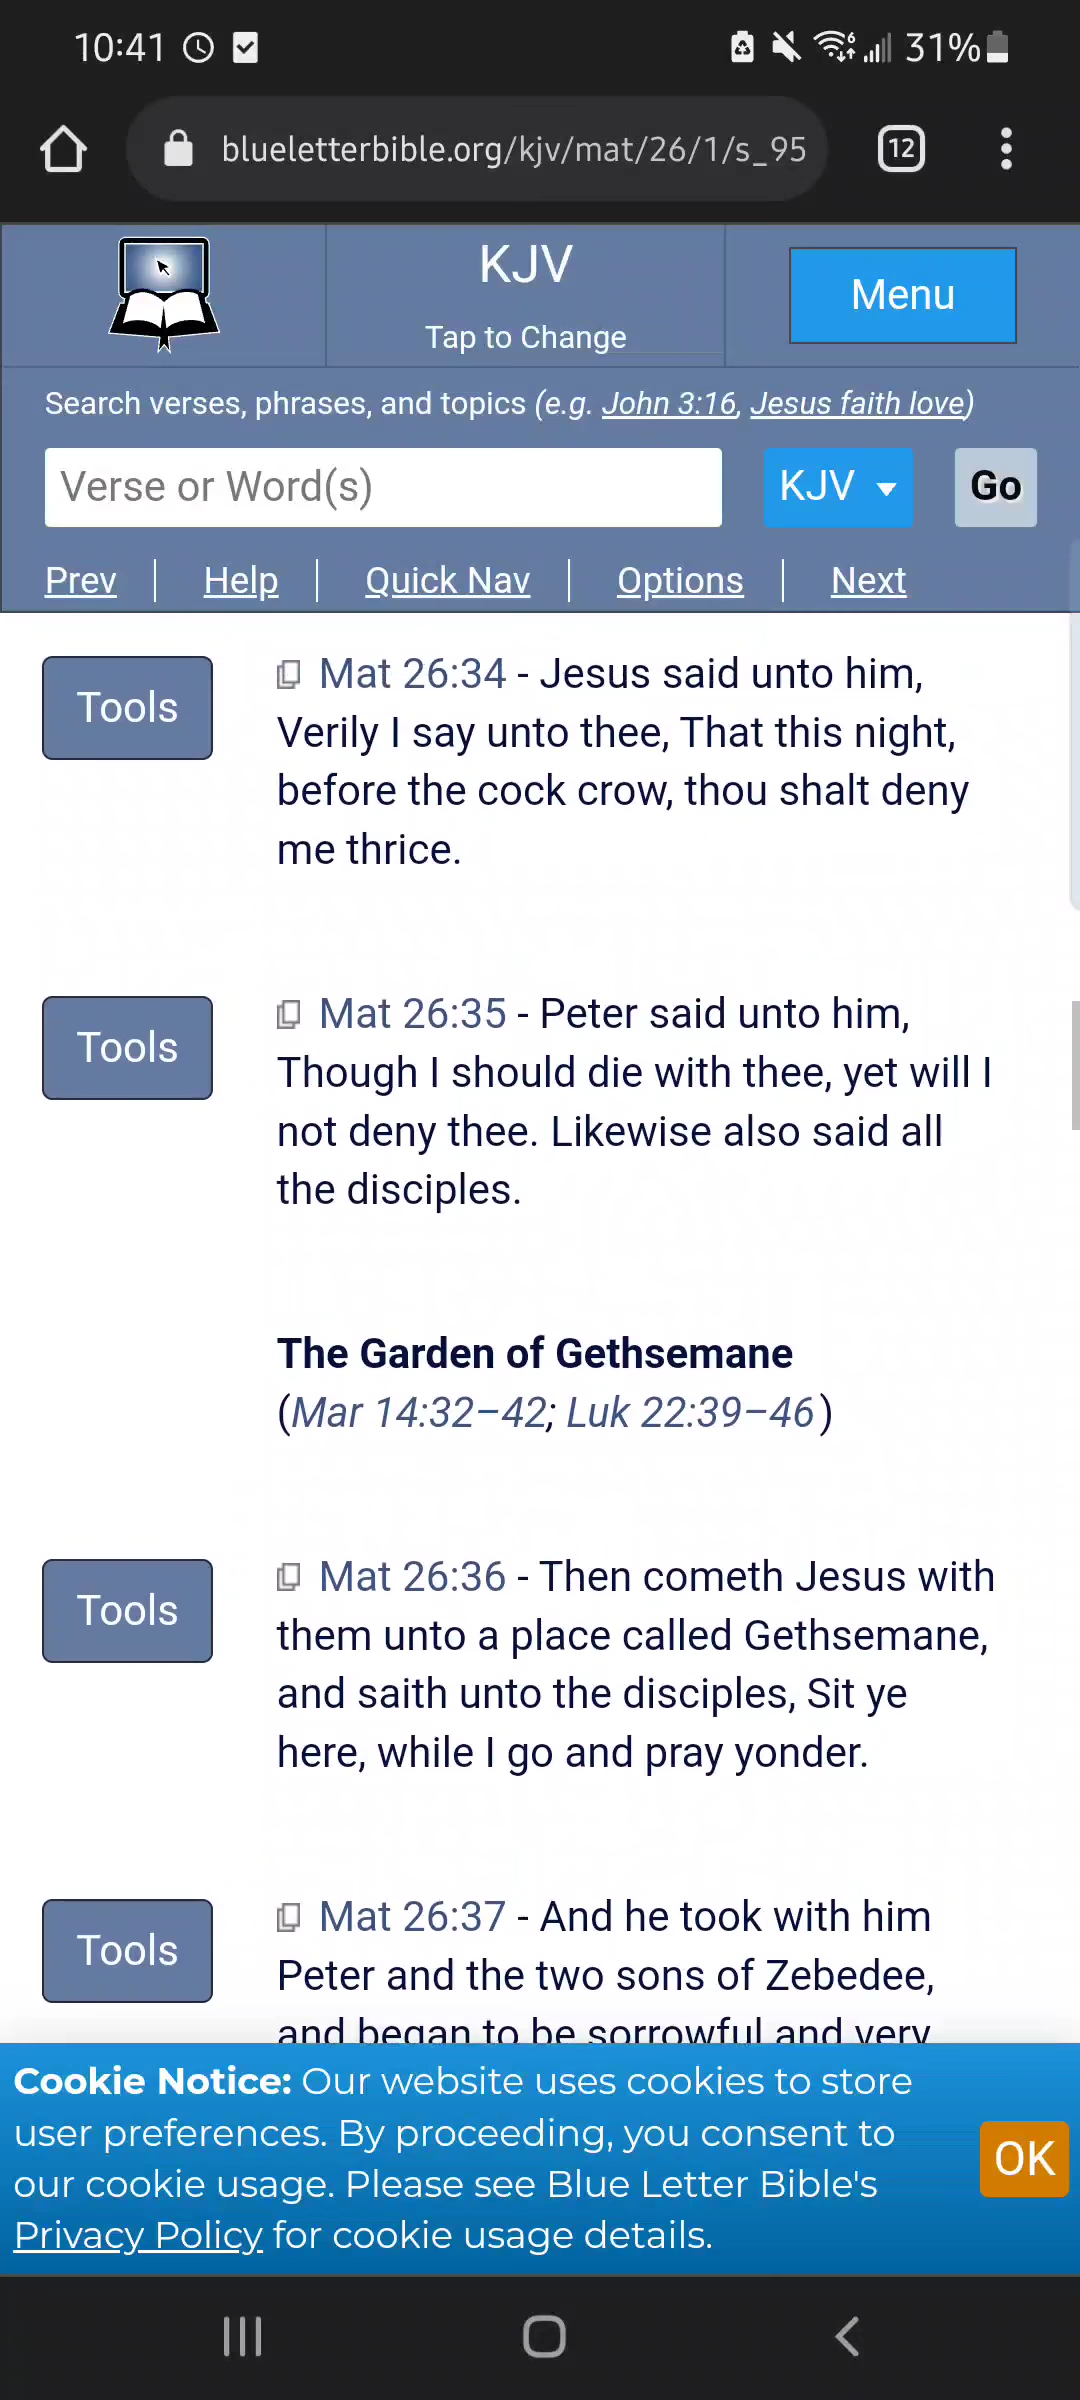 10:41
31%
blueletterbible.org/kjv/mat/26/1/s_95
12
KJV
Tap to Change
Menu
Search verses, phrases, and topics (e.g. John 3:16, Jesus faith love)
Verse or Word(s)
KJV
Go
Prev
Help
Quick Nav
Options
Next
Tools
Mat 26:34 - Jesus said unto him,
Verily I say unto thee, That this night,
before the cock crow, thou shalt deny
me thrice.
Tools
Mat 26:35 - Peter said unto him,
Though I should die with thee, yet will I
not deny thee. Likewise also said all
the disciples.
The Garden of Gethsemane
(Mar 14:32–42; Luk 22:39–46)
Tools
Mat 26:36 - Then cometh Jesus with
them unto a place called Gethsemane,
and saith unto the disciples, Sit ye
here, while I go and pray yonder.
Tools
Mat 26:37 - And he took with him
Peter and the two sons of Zebedee,
and began to be sorrowful and very
Cookie Notice: Our website uses cookies to store
user preferences. By proceeding, you consent to
our cookie usage. Please see Blue Letter Bible's
Privacy Policy for cookie usage details.
OK